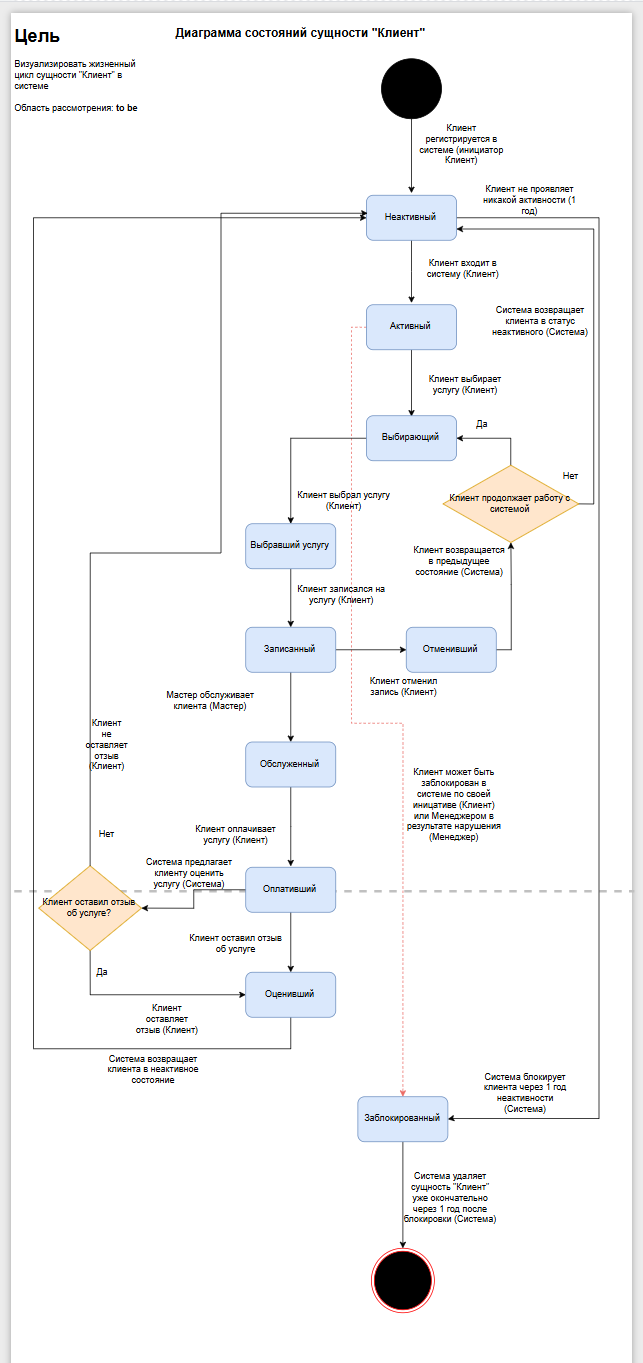 Цель
Диаграмма состояний сущности "Клиент"
Визуализировать жизненный
цикл сущности "Клиент" в
системе
Область рассмотрения: to be
Клиент
регистрируется в
системе (инициатор
Клиент)
Неактивный
Клиент не проявляет
никакой активности (1
год)
Клиент входит в
систему (Клиент)
Активный
Система возвращает
клиента в статус
неактивного (Система)
Клиент выбирает
услугу (Клиент)
Выбирающий
Да
Нет
Клиент продолжает работу с
системой
Клиент выбрал услугу
(Клиент)
Выбравший услугу
Клиент возвращается
в предыдущее
состояние (Система)
Клиент записался на
услугу (Клиент)
Записанный
Отменивший
Клиент отменил
запись (Клиент)
Мастер обслуживает
клиента (Мастер)
Клиент
не
оставляет
отзыв
(Клиент)
Обслуженный
Клиент может быть
заблокирован в
системе по своей
иницативе (Клиент)
или Менеджером в
результате нарушения
(Менеджер)
Нет
Клиент оплачивает
услугу (Клиент)
Система предлагает
клиенту оценить
услугу (Система)
Оплативший
Клиент оставил отзыв
об услуге?
Клиент оставил отзыв
об услуге
Да
Оценивший
Клиент
оставляет
отзыв (Клиент)
Система возвращает
клиента в неактивное
состояние
Система блокирует
клиента через 1 год
неактивности
(Система)
Заблокированный
Система удаляет
сущность "Клиент"
уже окончательно
через 1 год после
блокировки (Система)